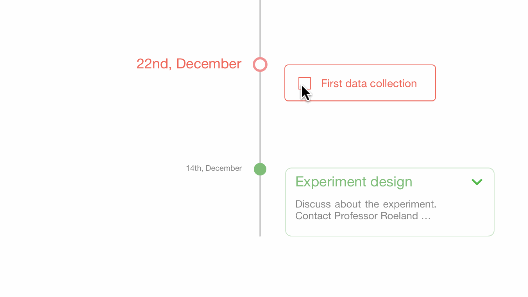 22nd, December
First data collection
14th, December
Experiment design
Discuss about the experiment.
Contact Professor Roeland ...